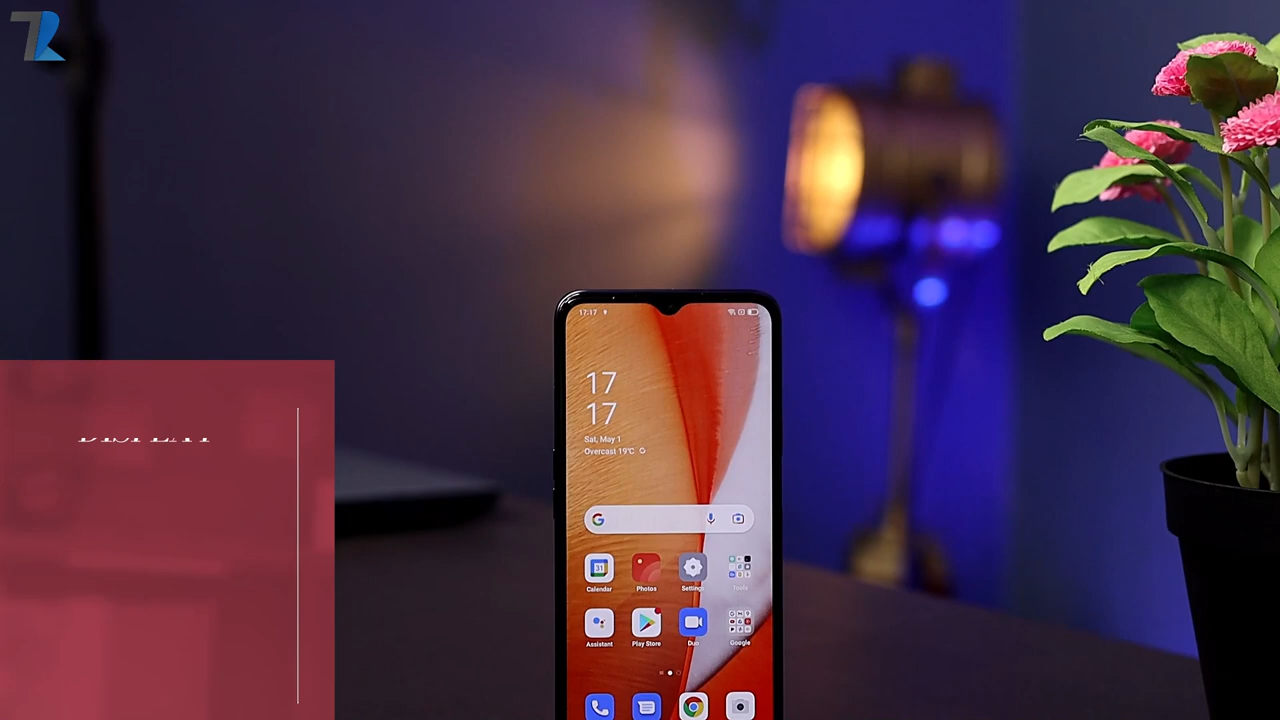 17:17
17
17
Sat, May 1
Overcast 19°C
Calendar
Photos
Settings
Tools
Assistant
Play Store
Duo
Google